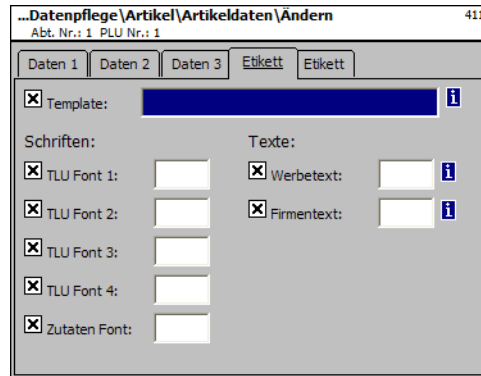 ...Datenpflege\Artikel\Artikeldaten\Ändern 411
Abt. Nr.: 1 PLU Nr.: 1
Daten 1 Daten 2 Daten 3 Etikett Etikett
Template: i
Schriften: Texte:
TLU Font 1: Werbetext: i
TLU Font 2: Firmentext: i
TLU Font 3:
TLU Font 4:
Zutaten Font: